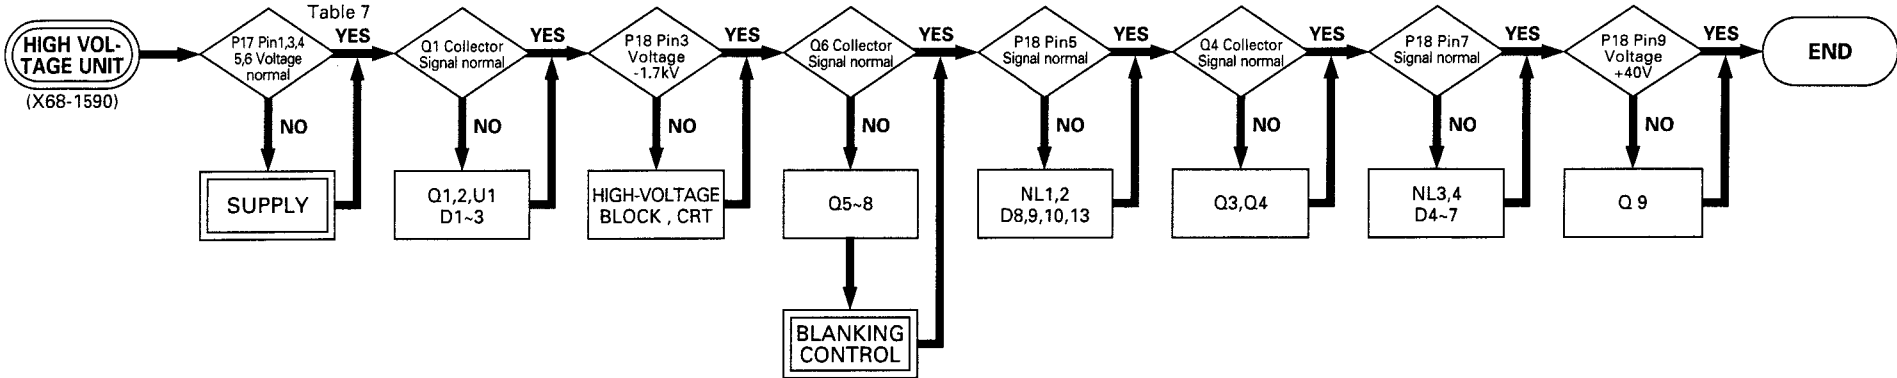 HIGH VOL-
TAGE UNIT
(X68-1590)
Table 7
P17 Pin1,3,4
5,6 Voltage
normal
YES
NO
SUPPLY
Q1 Collector
Signal normal
YES
NO
Q1,2,U1
D1~3
P18 Pin3
Voltage
-1.7kV
YES
NO
HIGH-VOLTAGE
BLOCK , CRT
Q6 Collector
Signal normal
YES
NO
Q5~8
BLANKING
CONTROL
P18 Pin5
Signal normal
YES
NO
NL1,2
D8,9,10,13
Q4 Collector
Signal normal
YES
NO
Q3,Q4
P18 Pin7
Signal normal
YES
NO
NL3,4
D4~7
P18 Pin9
Voltage
+40V
YES
NO
Q 9
END